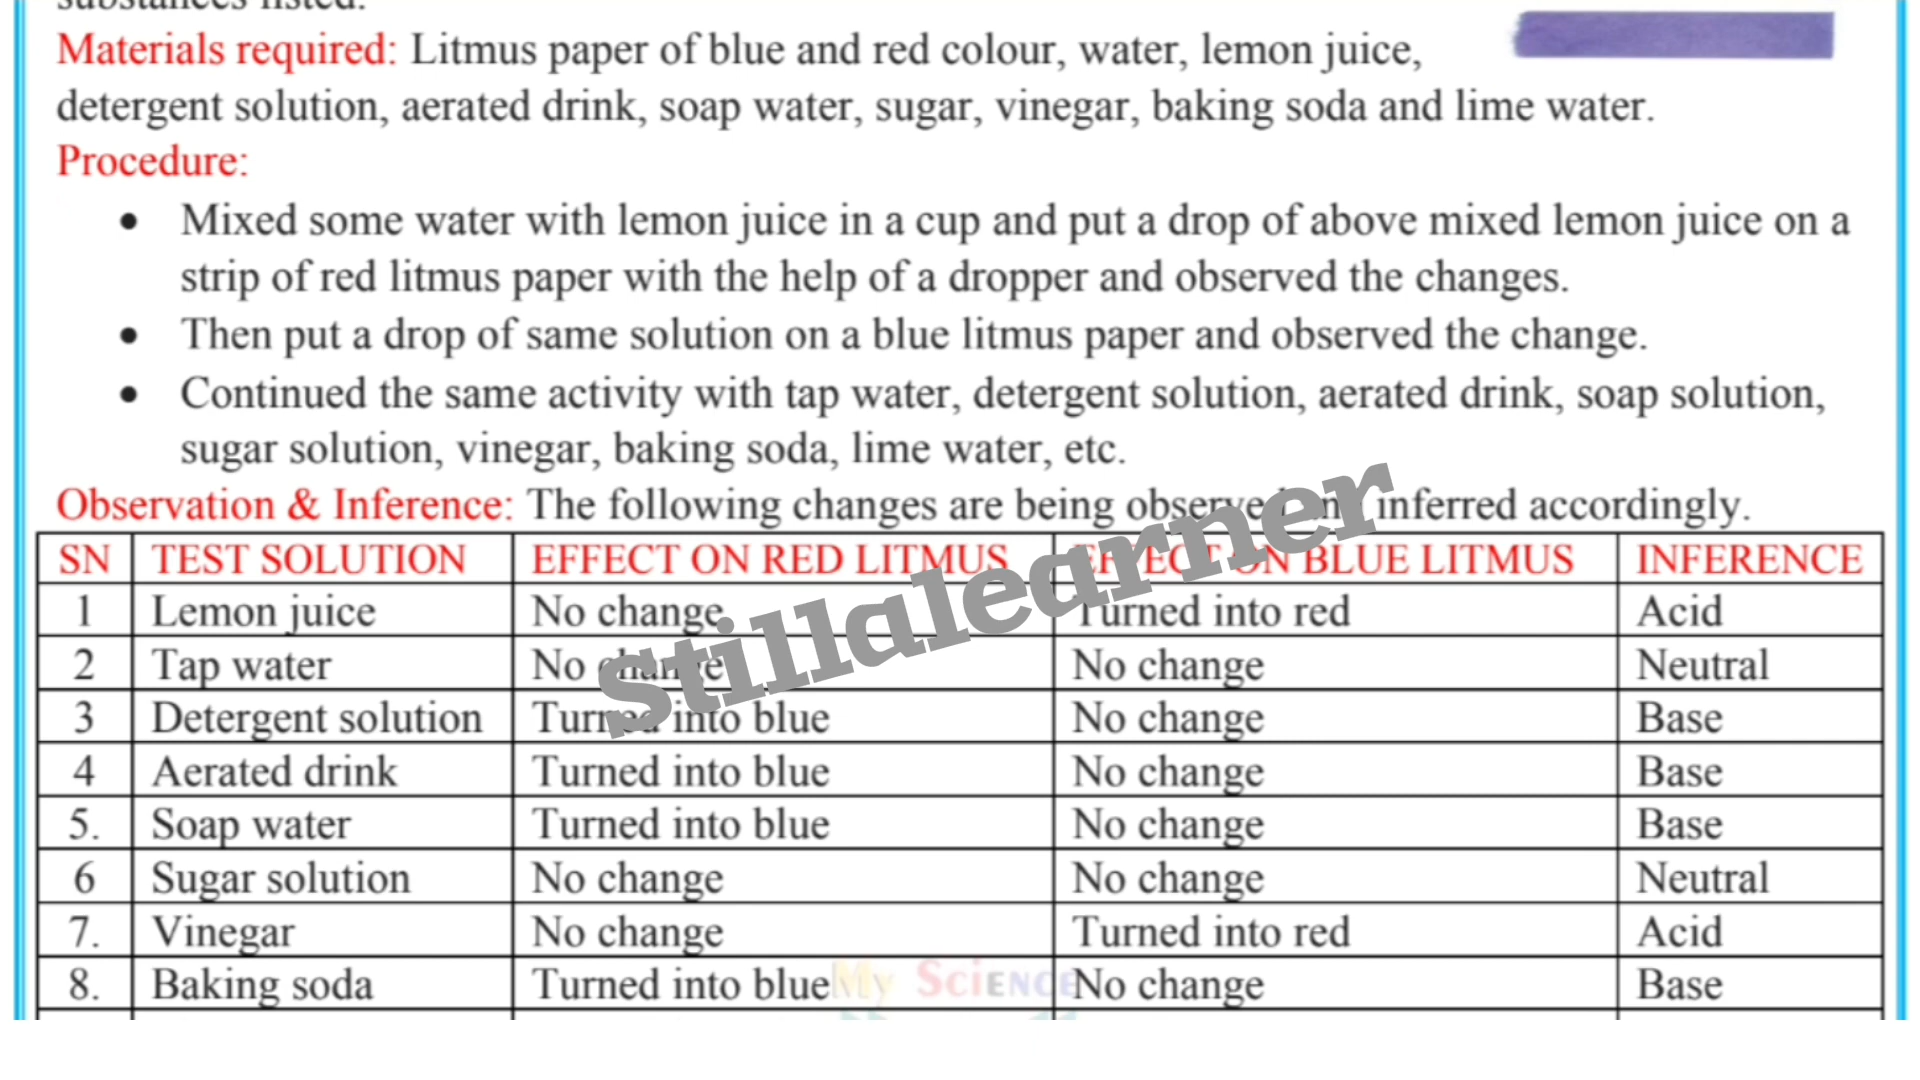 substances listed.
Materials required: Litmus paper of blue and red colour, water, lemon juice,
detergent solution, aerated drink, soap water, sugar, vinegar, baking soda and lime water.
Procedure:
• Mixed some water with lemon juice in a cup and put a drop of above mixed lemon juice on a
strip of red litmus paper with the help of a dropper and observed the changes.
• Then put a drop of same solution on a blue litmus paper and observed the change.
• Continued the same activity with tap water, detergent solution, aerated drink, soap solution,
sugar solution, vinegar, baking soda, lime water, etc.
Observation & Inference: The following changes are being observed and inferred accordingly.
SN TEST SOLUTION EFFECT ON RED LITMUS EFFECT ON BLUE LITMUS INFERENCE
1 Lemon juice No change Turned into red Acid
2 Tap water No change No change Neutral
3 Detergent solution Turned into blue No change Base
4 Aerated drink Turned into blue No change Base
5. Soap water Turned into blue No change Base
6 Sugar solution No change No change Neutral
7. Vinegar No change Turned into red Acid
8. Baking soda Turned into blue No change Base
Stillalearner
My SciENCE